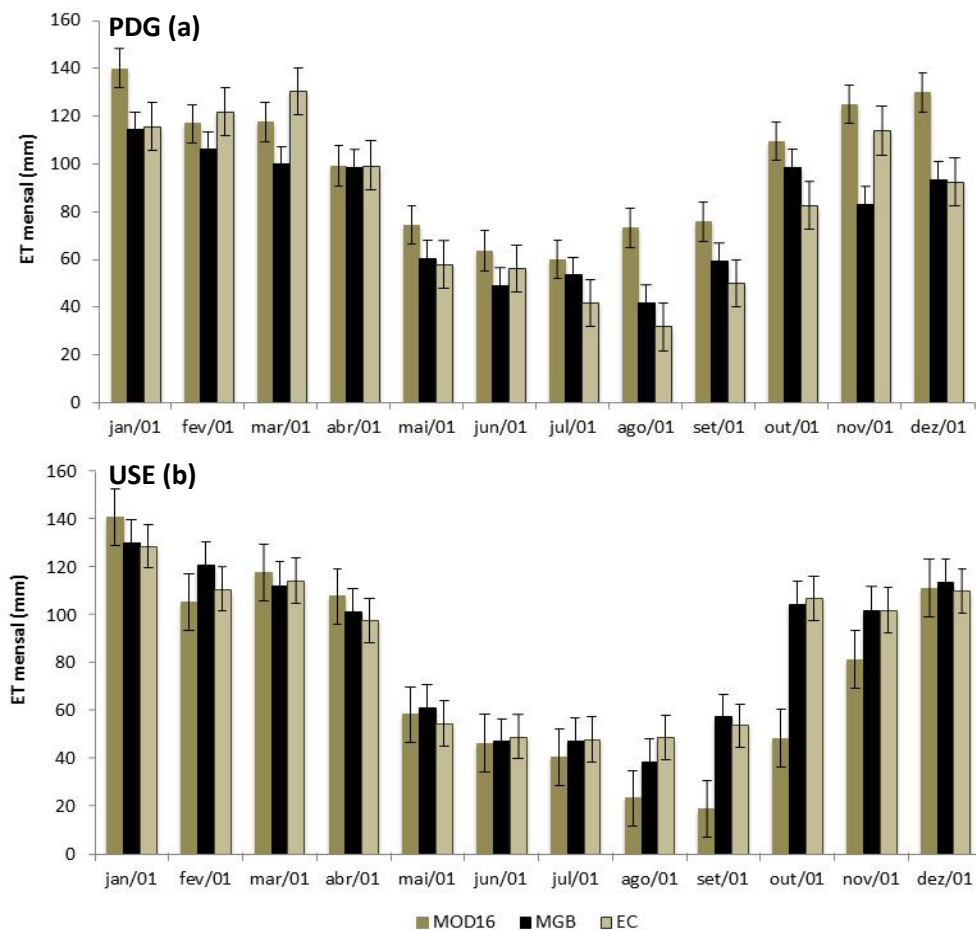 PDG (a)
ET mensal (mm)
160
140
120
100
80
60
40
20
0
jan/01 fev/01 mar/01 abr/01 mai/01 jun/01 jul/01 ago/01 set/01 out/01 nov/01 dez/01
USE (b)
ET mensal (mm)
160
140
120
100
80
60
40
20
0
jan/01 fev/01 mar/01 abr/01 mai/01 jun/01 jul/01 ago/01 set/01 out/01 nov/01 dez/01
MOD16 MGB EC